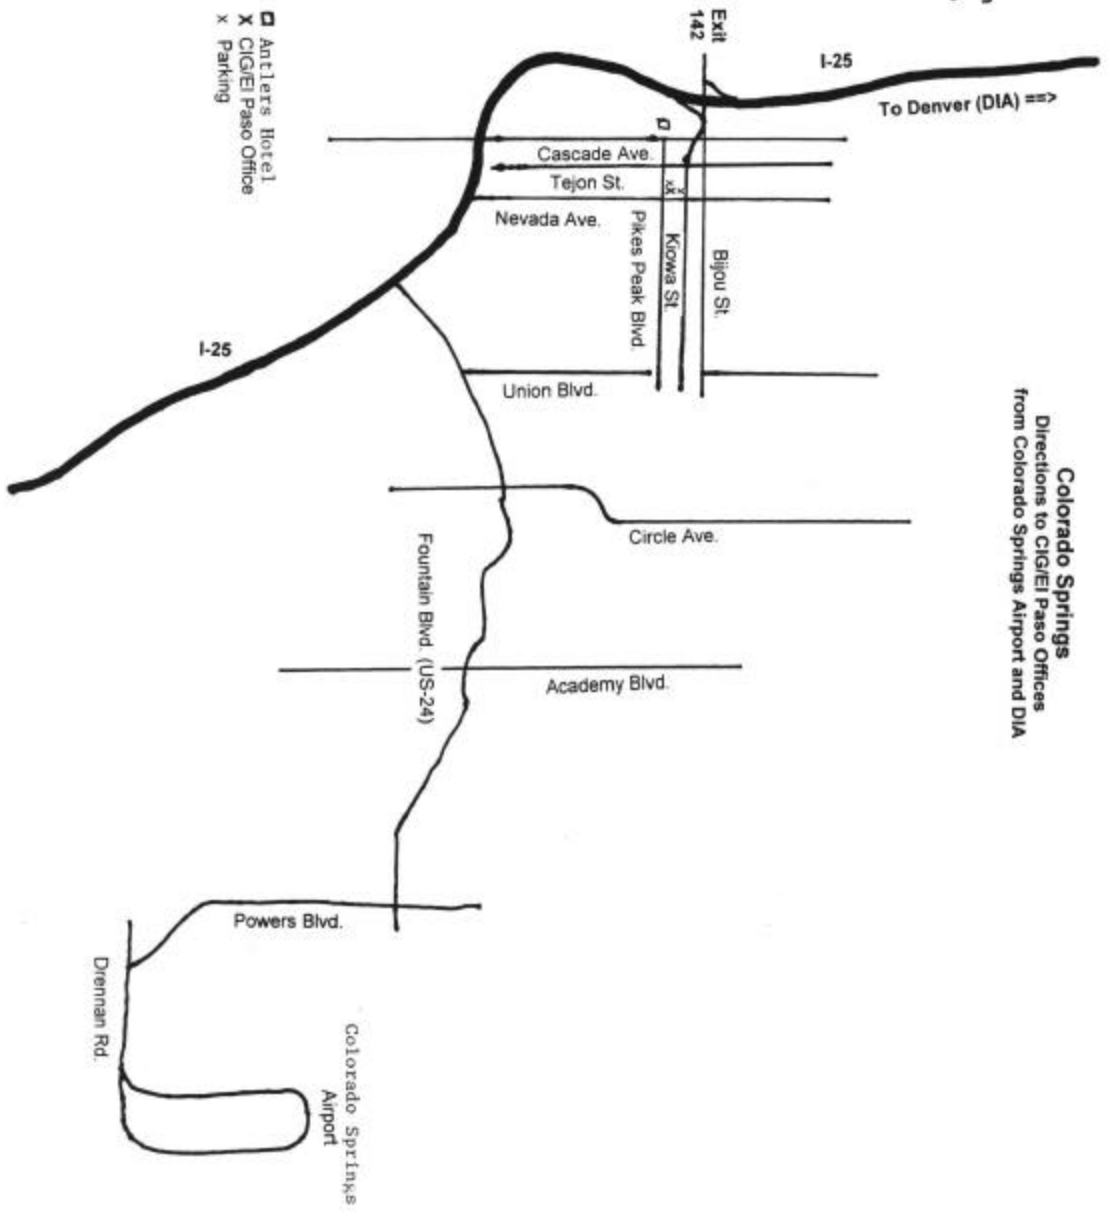 Colorado Springs
Directions to CIG/El Paso Offices
from Colorado Springs Airport and DIA
Exit
142
I-25
To Denver (DIA) ==>
Antlers Hotel
X CIG/El Paso Office
x Parking
Cascade Ave.
Tejon St.
Nevada Ave.
x
xX
Pikes Peak Blvd.
Kiowa St.
Bijou St.
I-25
Union Blvd.
Circle Ave.
Fountain Blvd. (US-24)
Academy Blvd.
Powers Blvd.
Drennan Rd.
Colorado Springs
Airport